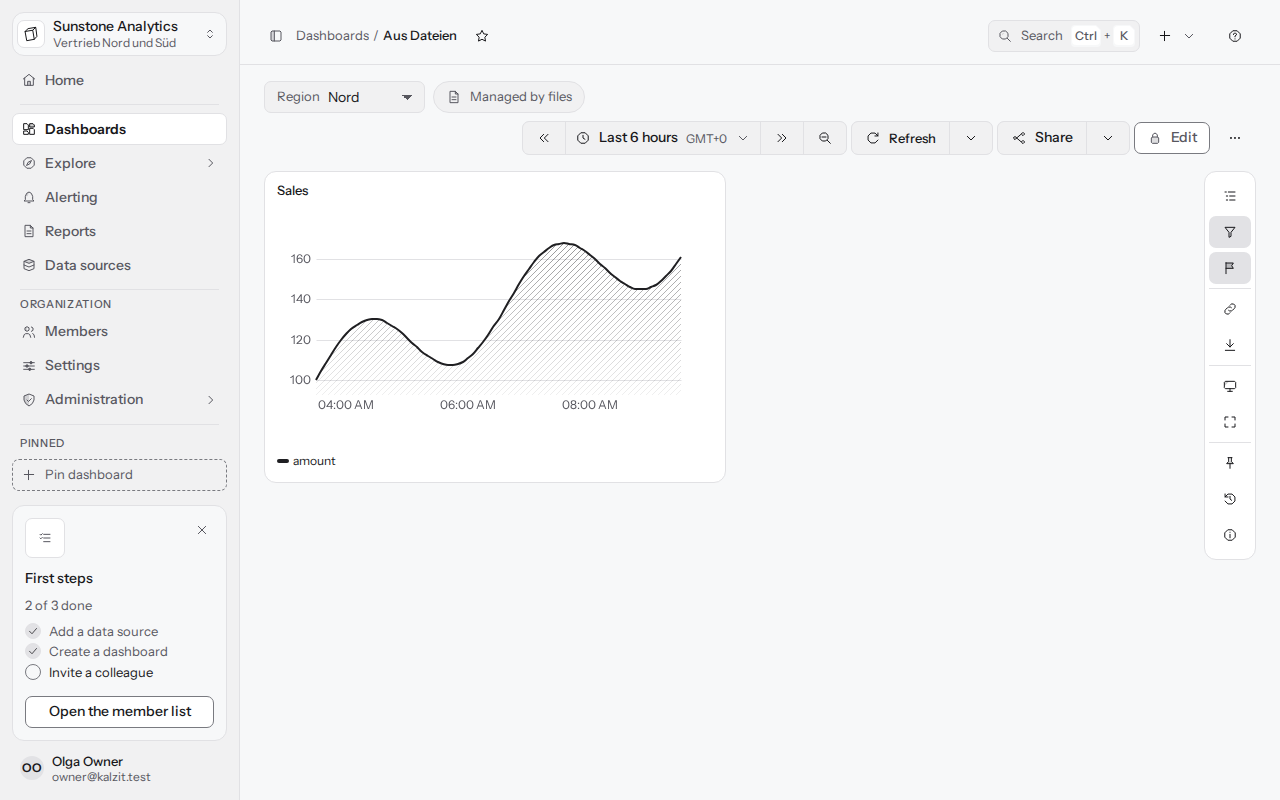 Sunstone Analytics
Vertrieb Nord und Süd
Home
Dashboards
Explore
Alerting
Reports
Data sources
ORGANIZATION
Members
Settings
Administration
PINNED
Pin dashboard
First steps
2 of 3 done
Add a data source
Create a dashboard
Invite a colleague
Open the member list
OO
Olga Owner
owner@kalzit.test
Dashboards / Aus Dateien
Search Ctrl + K
Region Nord
Managed by files
Last 6 hours GMT+0
Refresh
Share
Edit
Sales
160
140
120
100
04:00 AM 06:00 AM 08:00 AM
amount